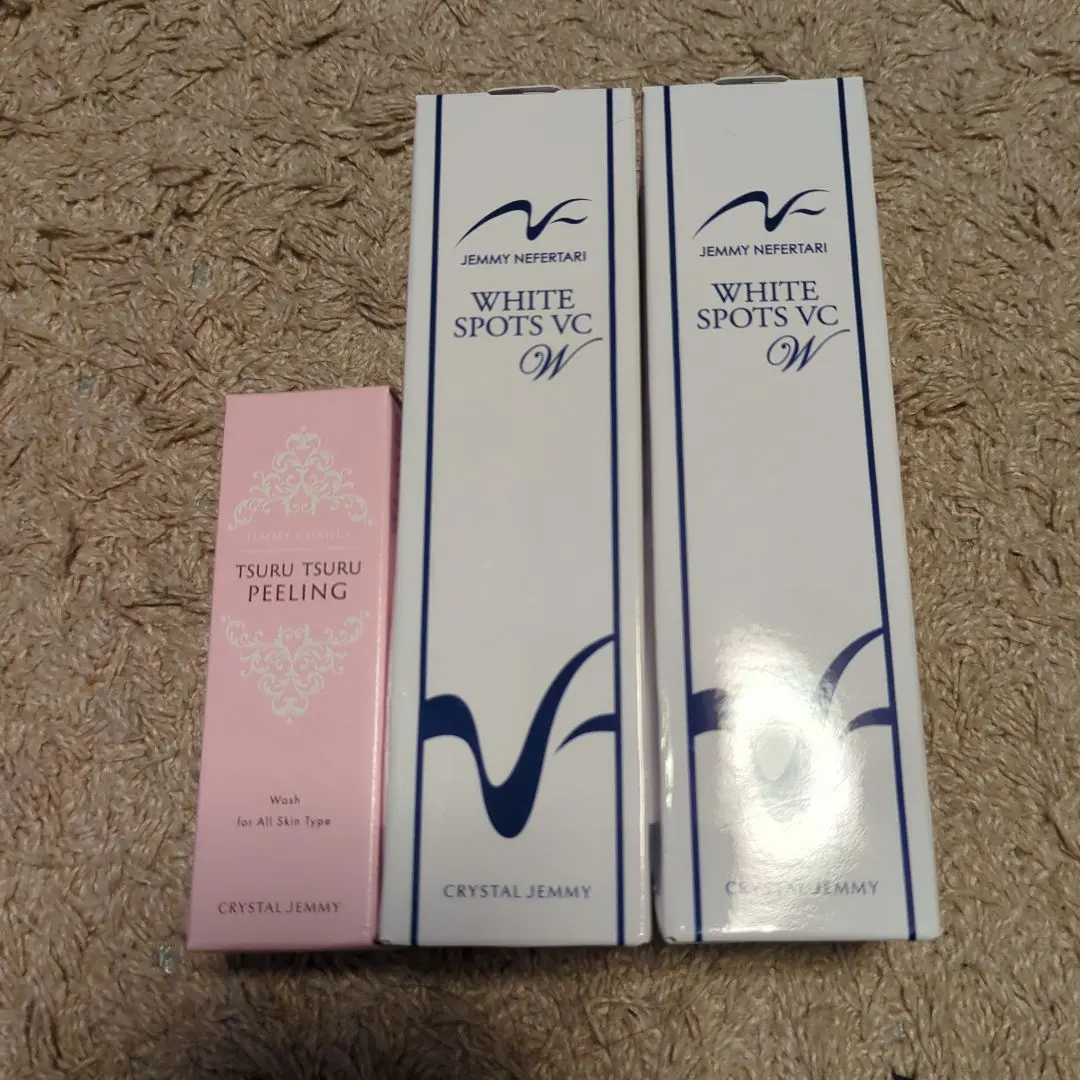 JEMMY NEFERTARI
WHITE
SPOTS VC
W
CRYSTAL JEMMY
JEMMY NEFERTARI
WHITE
SPOTS VC
W
CRYSTAL JEMMY
TSURU TSURU
PEELING
Wash
for All Skin Type
CRYSTAL JEMMY